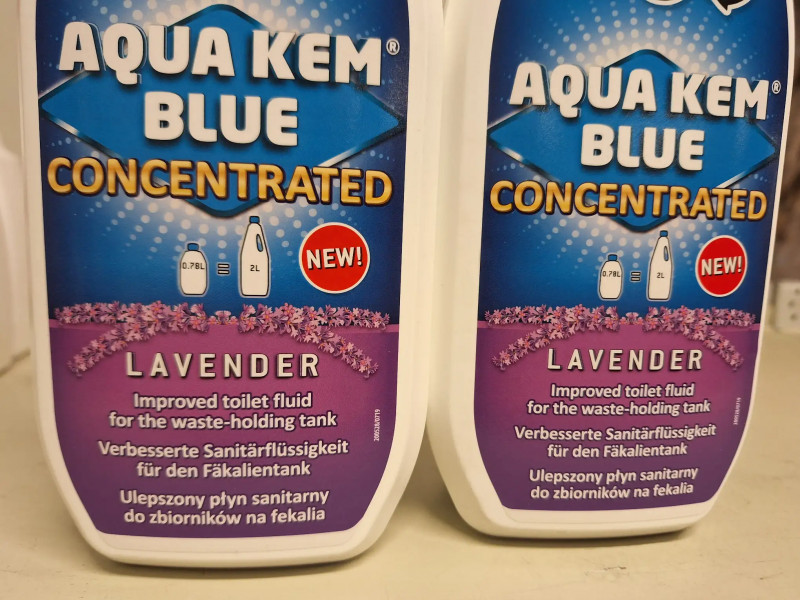 AQUA KEM®
BLUE
CONCENTRATED
0.78L = 2L
NEW!
LAVENDER
Improved toilet fluid
for the waste-holding tank
Verbesserte Sanitärflüssigkeit
für den Fäkalientank
Ulepszony płyn sanitarny
do zbiorników na fekalia
200528/0719
AQUA KEM®
BLUE
CONCENTRATED
0.78L = 2L
NEW!
LAVENDER
Improved toilet fluid
for the waste-holding tank
Verbesserte Sanitärflüssigkeit
für den Fäkalientank
Ulepszony płyn sanitarny
do zbiorników na fekalia